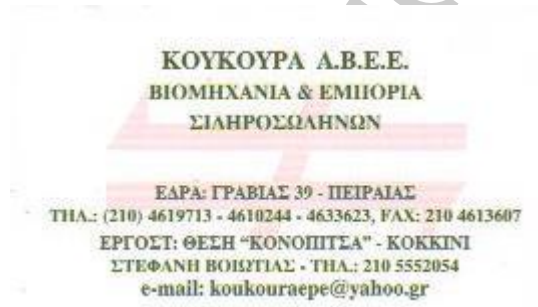 ΚΟΥΚΟΥΡΑ Α.Β.Ε.Ε.
ΒΙΟΜΗΧΑΝΙΑ & ΕΜΠΟΡΙΑ
ΣΙΔΗΡΟΣΩΛΗΝΩΝ
ΕΔΡΑ: ΓΡΑΒΙΑΣ 39 - ΠΕΙΡΑΙΑΣ
ΤΗΛ.: (210) 4619713 - 4610244 - 4633623, FAX: 210 4613607
ΕΡΓΟΣΤ: ΘΕΣΗ “ΚΟΝΟΠΙΤΣΑ” - ΚΟΚΚΙΝΙ
ΣΤΕΦΑΝΗ ΒΟΙΩΤΙΑΣ - ΤΗΛ.: 210 5552054
e-mail: koukouraepe@yahoo.gr